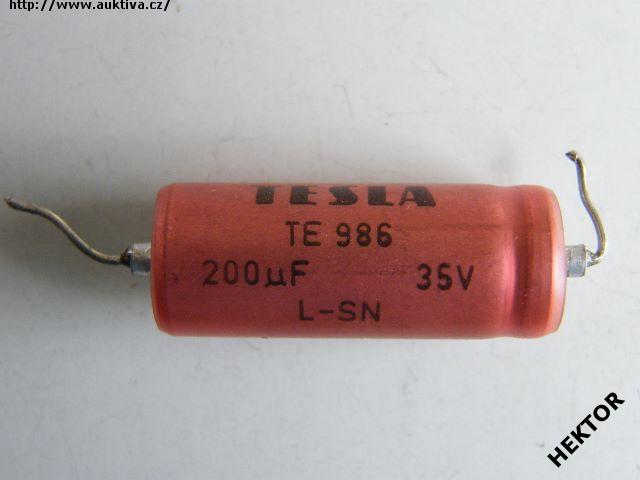 http://www.auktiva.cz/
TESLA
TE 986
200µF 35V
L-SN
HEKTOR